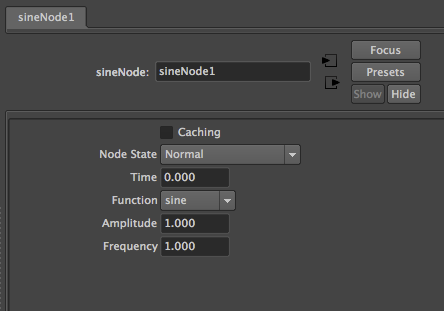 sineNode1
Focus
sineNode: sineNode1
Presets
Show Hide
Caching
Node State Normal
Time 0.000
Function sine
Amplitude 1.000
Frequency 1.000